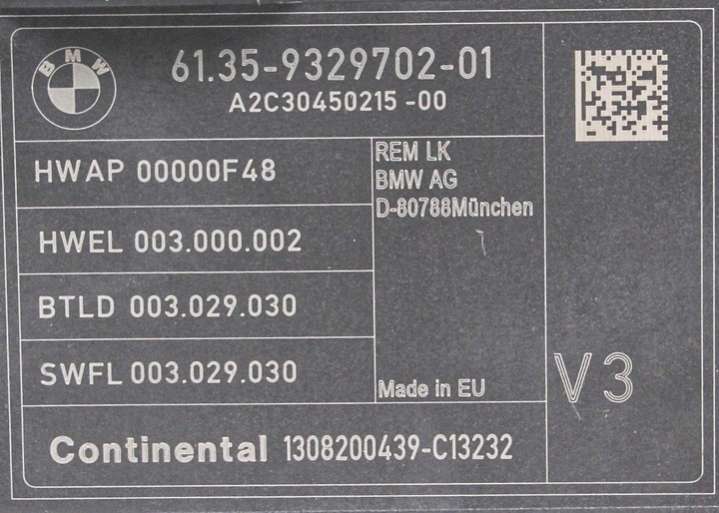 BMW
61.35-9329702-01
A2C30450215 -00
HWAP 00000F48
REM LK
BMW AG
D-80788München
HWEL 003.000.002
BTLD 003.029.030
SWFL 003.029.030
Made in EU
V3
Continental 1308200439-C13232